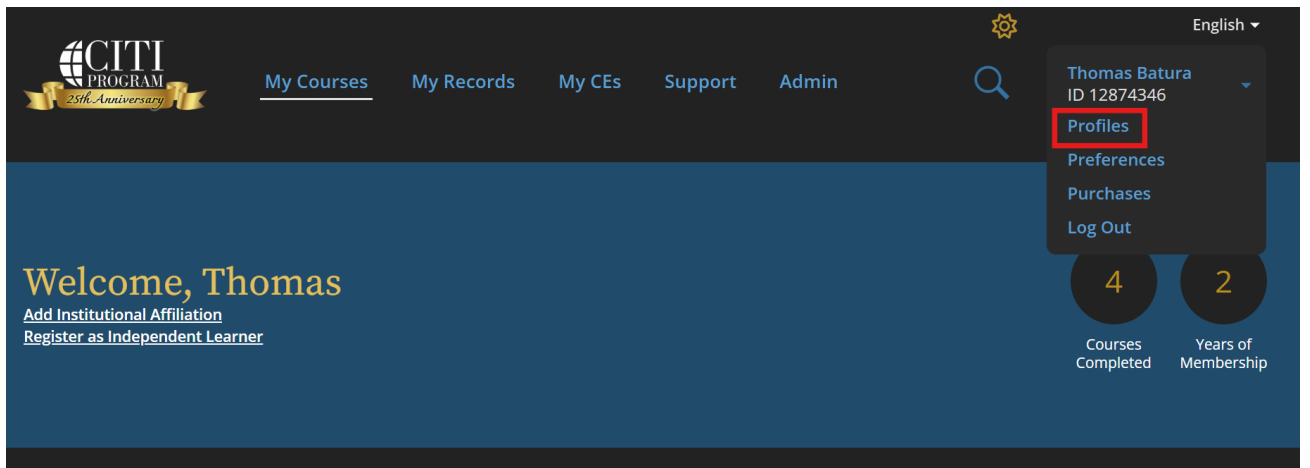 English
CITI
PROGRAM
25th Anniversary
My Courses
My Records
My CEs
Support
Admin
Thomas Batura
ID 12874346
Profiles
Preferences
Purchases
Log Out
Welcome, Thomas
Add Institutional Affiliation
Register as Independent Learner
4
Courses
Completed
2
Years of
Membership